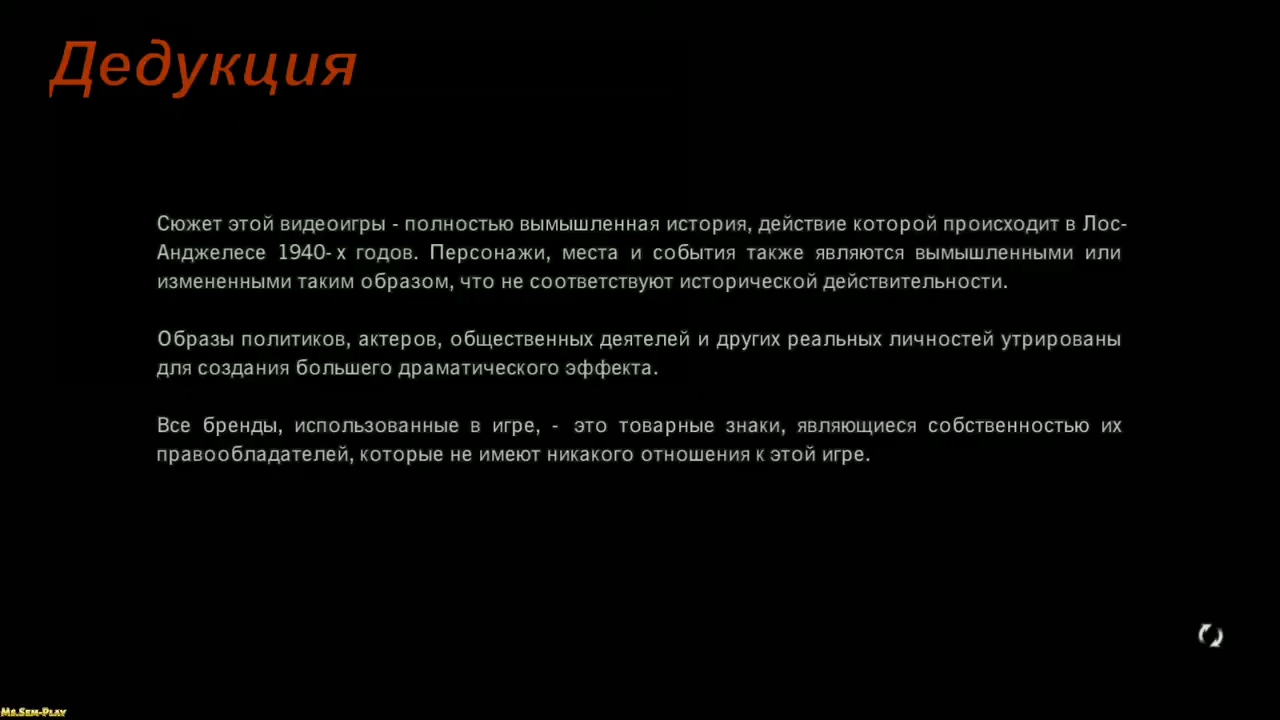 Дедукция
Сюжет этой видеоигры - полностью вымышленная история, действие которой происходит в Лос-
Анджелесе 1940- х годов. Персонажи, места и события также являются вымышленными или
измененными таким образом, что не соответствуют исторической действительности.
Образы политиков, актеров, общественных деятелей и других реальных личностей утрированы
для создания большего драматического эффекта.
Все бренды, использованные в игре, - это товарные знаки, являющиеся собственностью их
правообладателей, которые не имеют никакого отношения к этой игре.
Ms.Sem-Play